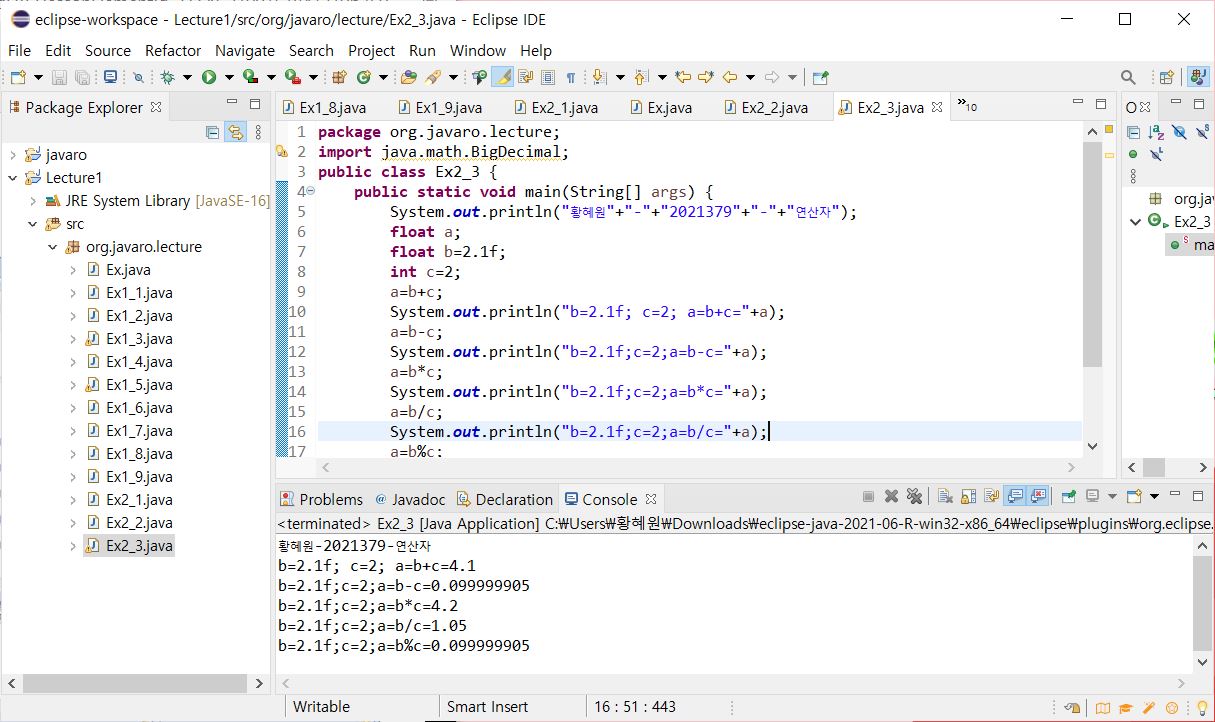 eclipse-workspace - Lecture1/src/org/javaro/lecture/Ex2_3.java - Eclipse IDE
File Edit Source Refactor Navigate Search Project Run Window Help
Package Explorer
javaro
Lecture1
JRE System Library [JavaSE-16]
src
org.javaro.lecture
Ex.java
Ex1_1.java
Ex1_2.java
Ex1_3.java
Ex1_4.java
Ex1_5.java
Ex1_6.java
Ex1_7.java
Ex1_8.java
Ex1_9.java
Ex2_1.java
Ex2_2.java
Ex2_3.java
Ex1_8.java Ex1_9.java Ex2_1.java Ex.java Ex2_2.java Ex2_3.java »10
1 package org.javaro.lecture;
2 import java.math.BigDecimal;
3 public class Ex2_3 {
4 public static void main(String[] args) {
5 System.out.println("황혜원"+"-"+"2021379"+"-"+"연산자");
6 float a;
7 float b=2.1f;
8 int c=2;
9 a=b+c;
10 System.out.println("b=2.1f; c=2; a=b+c="+a);
11 a=b-c;
12 System.out.println("b=2.1f;c=2;a=b-c="+a);
13 a=b*c;
14 System.out.println("b=2.1f;c=2;a=b*c="+a);
15 a=b/c;
16 System.out.println("b=2.1f;c=2;a=b/c="+a);
17 a=b%c;
O
org.jav
Ex2_3
ma
Problems @ Javadoc Declaration Console
<terminated> Ex2_3 [Java Application] C:₩Users₩황혜원₩Downloads₩eclipse-java-2021-06-R-win32-x86_64₩eclipse₩plugins₩org.eclipse.
황혜원-2021379-연산자
b=2.1f; c=2; a=b+c=4.1
b=2.1f;c=2;a=b-c=0.099999905
b=2.1f;c=2;a=b*c=4.2
b=2.1f;c=2;a=b/c=1.05
b=2.1f;c=2;a=b%c=0.099999905
Writable Smart Insert 16 : 51 : 443